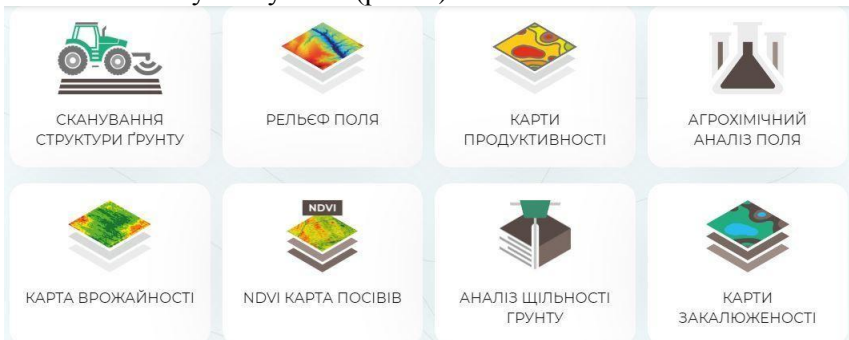 СКАНУВАННЯ
СТРУКТУРИ ҐРУНТУ
РЕЛЬЄФ ПОЛЯ
КАРТИ
ПРОДУКТИВНОСТІ
АГРОХІМІЧНИЙ
АНАЛІЗ ПОЛЯ
КАРТА ВРОЖАЙНОСТІ
NDVI
NDVI КАРТА ПОСІВІВ
АНАЛІЗ ЩІЛЬНОСТІ
ГРУНТУ
КАРТИ
ЗАКАЛЮЖЕНОСТІ